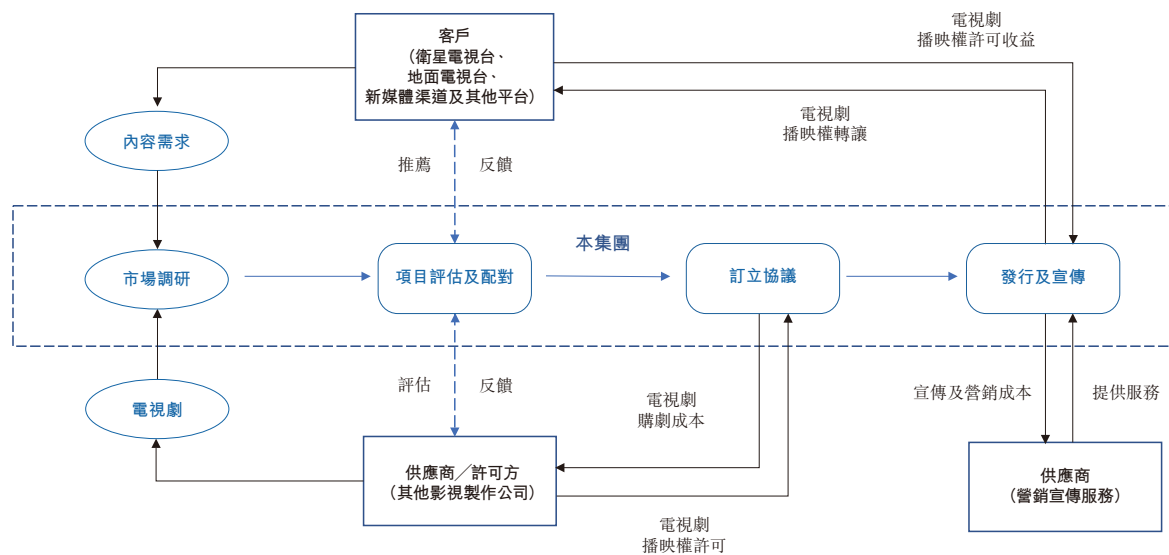 客戶
（衛星電視台、
地面電視台、
新媒體渠道及其他平台）
電視劇
播映權許可收益
電視劇
播映權轉讓
內容需求
推薦
反饋
本集團
市場調研
項目評估及配對
訂立協議
發行及宣傳
評估
反饋
電視劇
電視劇
購劇成本
宣傳及營銷成本
提供服務
供應商／許可方
（其他影視製作公司）
供應商
（營銷宣傳服務）
電視劇
播映權許可